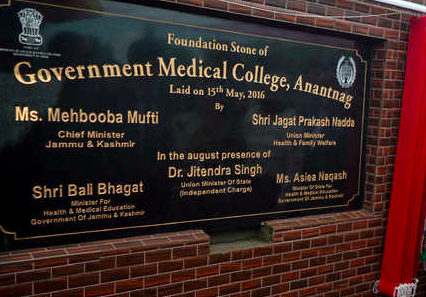 Foundation Stone of
Government Medical College, Anantnag
Laid on 15th May, 2016
By
Ms. Mehbooba Mufti
Chief Minister
Jammu & Kashmir
Shri Jagat Prakash Nadda
Union Minister
Health & Family Welfare
In the august presence of
Dr. Jitendra Singh
Union Minister Of State
(Independent Charge)
Shri Bali Bhagat
Minister For
Health & Medical Education
Government Of Jammu & Kashmir
Ms. Asiea Naqash
Minister Of State For
Health & Medical Education
Government Of Jammu & Kashmir